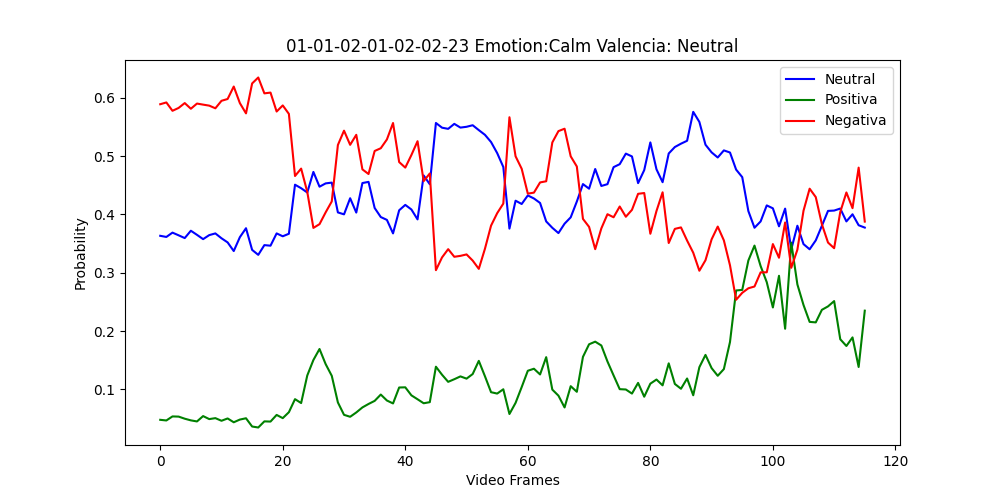 01-01-02-01-02-02-23 Emotion:Calm Valencia: Neutral
Neutral
Positiva
Negativa
0.6
0.5
0.4
0.3
0.2
0.1
Probability
0 20 40 60 80 100 120
Video Frames